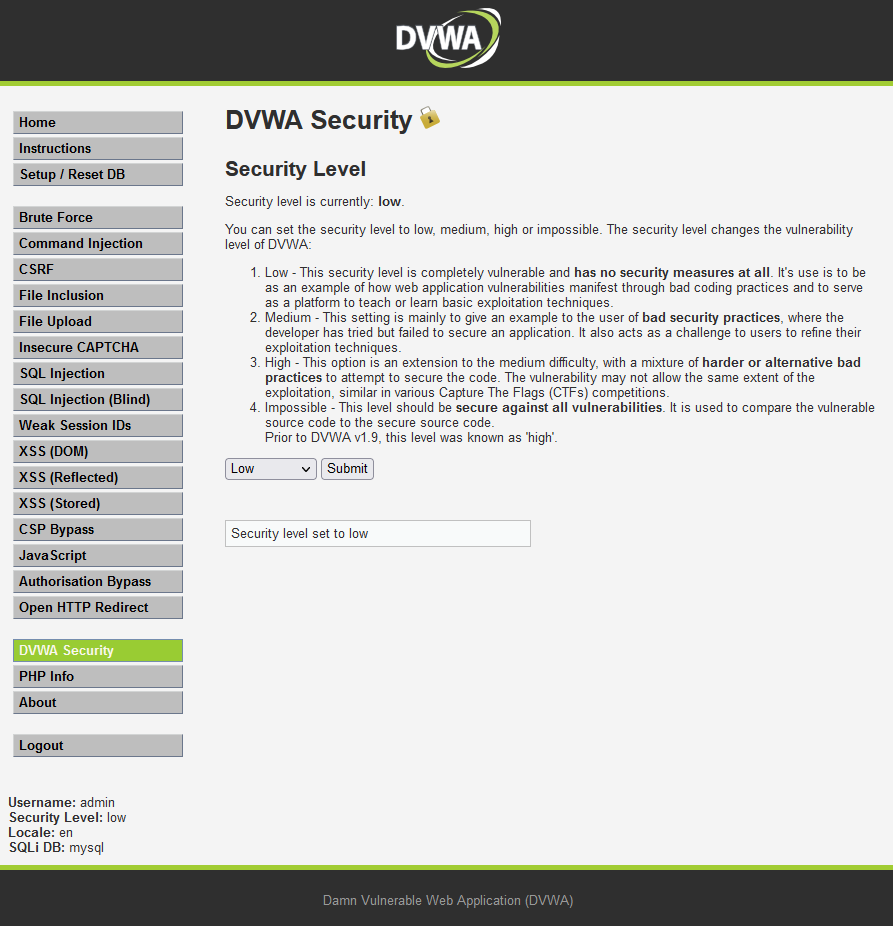 DVWA
Home
Instructions
Setup / Reset DB
Brute Force
Command Injection
CSRF
File Inclusion
File Upload
Insecure CAPTCHA
SQL Injection
SQL Injection (Blind)
Weak Session IDs
XSS (DOM)
XSS (Reflected)
XSS (Stored)
CSP Bypass
JavaScript
Authorisation Bypass
Open HTTP Redirect
DVWA Security
PHP Info
About
Logout
DVWA Security
Security Level
Security level is currently: low.
You can set the security level to low, medium, high or impossible. The security level changes the vulnerability
level of DVWA:
1. Low - This security level is completely vulnerable and has no security measures at all. It's use is to be
as an example of how web application vulnerabilities manifest through bad coding practices and to serve
as a platform to teach or learn basic exploitation techniques.
2. Medium - This setting is mainly to give an example to the user of bad security practices, where the
developer has tried but failed to secure an application. It also acts as a challenge to users to refine their
exploitation techniques.
3. High - This option is an extension to the medium difficulty, with a mixture of harder or alternative bad
practices to attempt to secure the code. The vulnerability may not allow the same extent of the
exploitation, similar in various Capture The Flags (CTFs) competitions.
4. Impossible - This level should be secure against all vulnerabilities. It is used to compare the vulnerable
source code to the secure source code.
Prior to DVWA v1.9, this level was known as 'high'.
Low Submit
Security level set to low
Username: admin
Security Level: low
Locale: en
SQLi DB: mysql
Damn Vulnerable Web Application (DVWA)